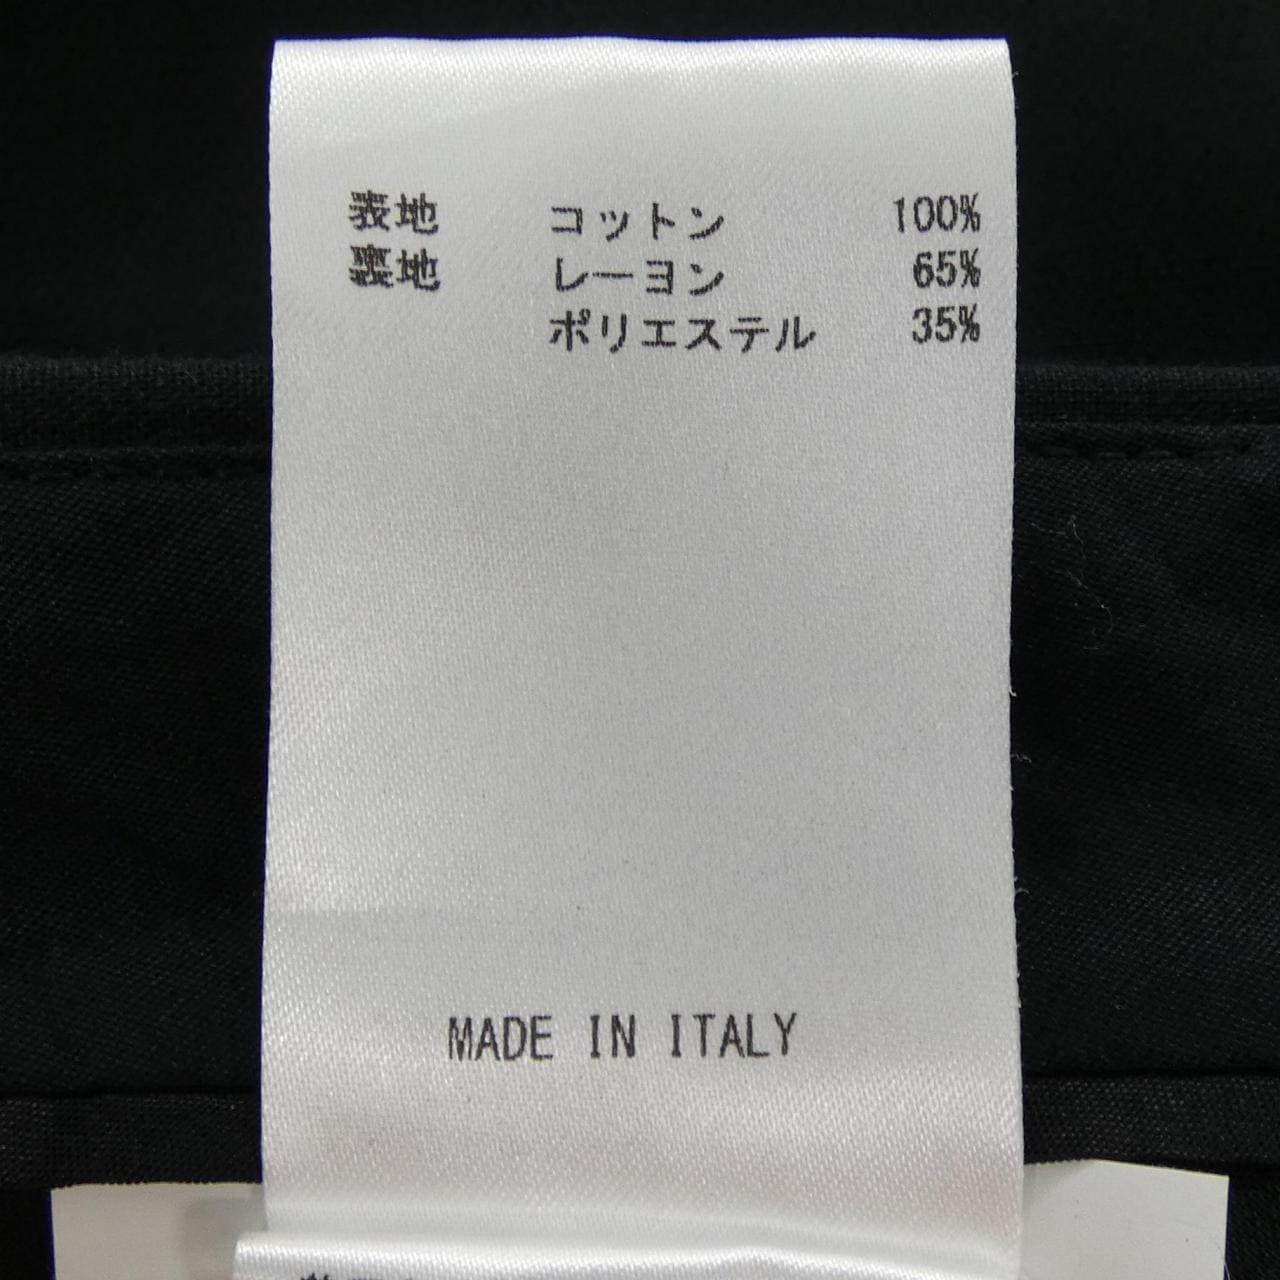 表地 コットン 100%
裏地 レーヨン 65%
ポリエステル 35%
MADE IN ITALY